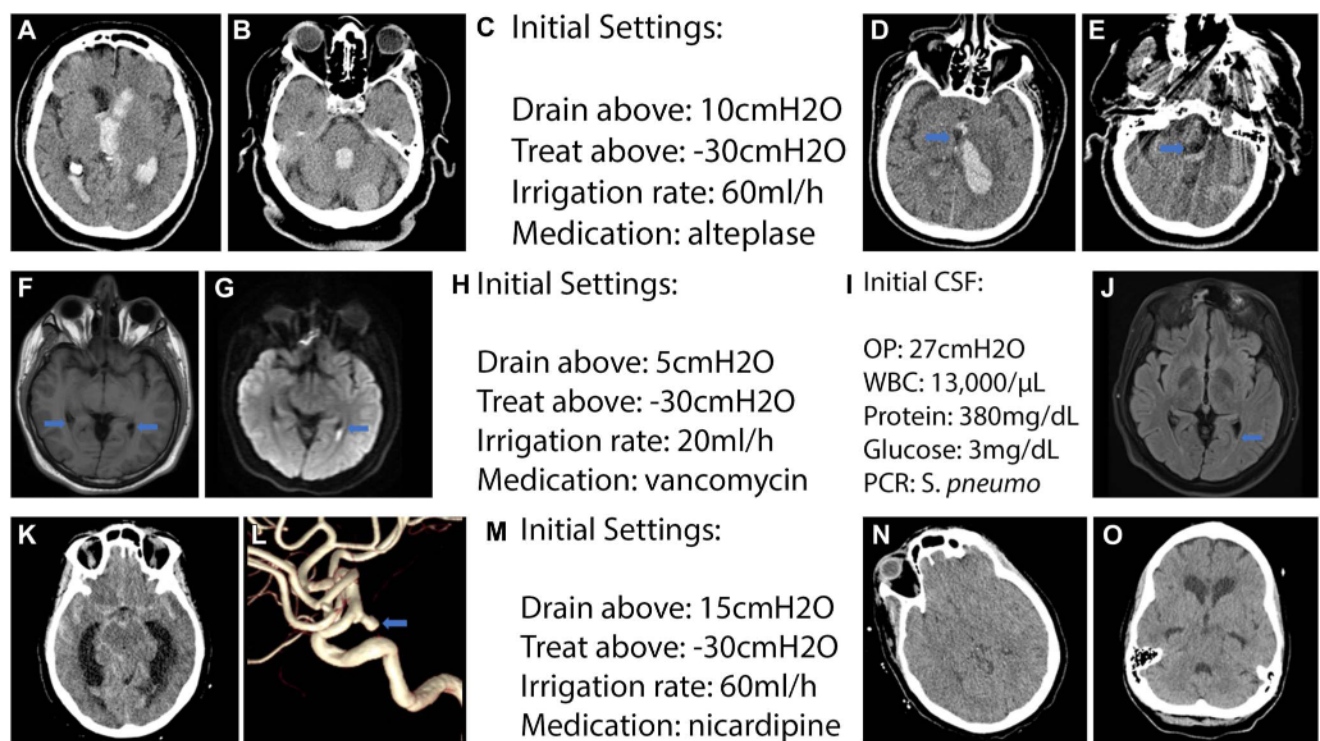 A
B
C Initial Settings:
Drain above: 10cmH2O
Treat above: -30cmH2O
Irrigation rate: 60ml/h
Medication: alteplase
D
E
F
G
H Initial Settings:
Drain above: 5cmH2O
Treat above: -30cmH2O
Irrigation rate: 20ml/h
Medication: vancomycin
I Initial CSF:
OP: 27cmH2O
WBC: 13,000/μL
Protein: 380mg/dL
Glucose: 3mg/dL
PCR: S. pneumo
J
K
L
M Initial Settings:
Drain above: 15cmH2O
Treat above: -30cmH2O
Irrigation rate: 60ml/h
Medication: nicardipine
N
O